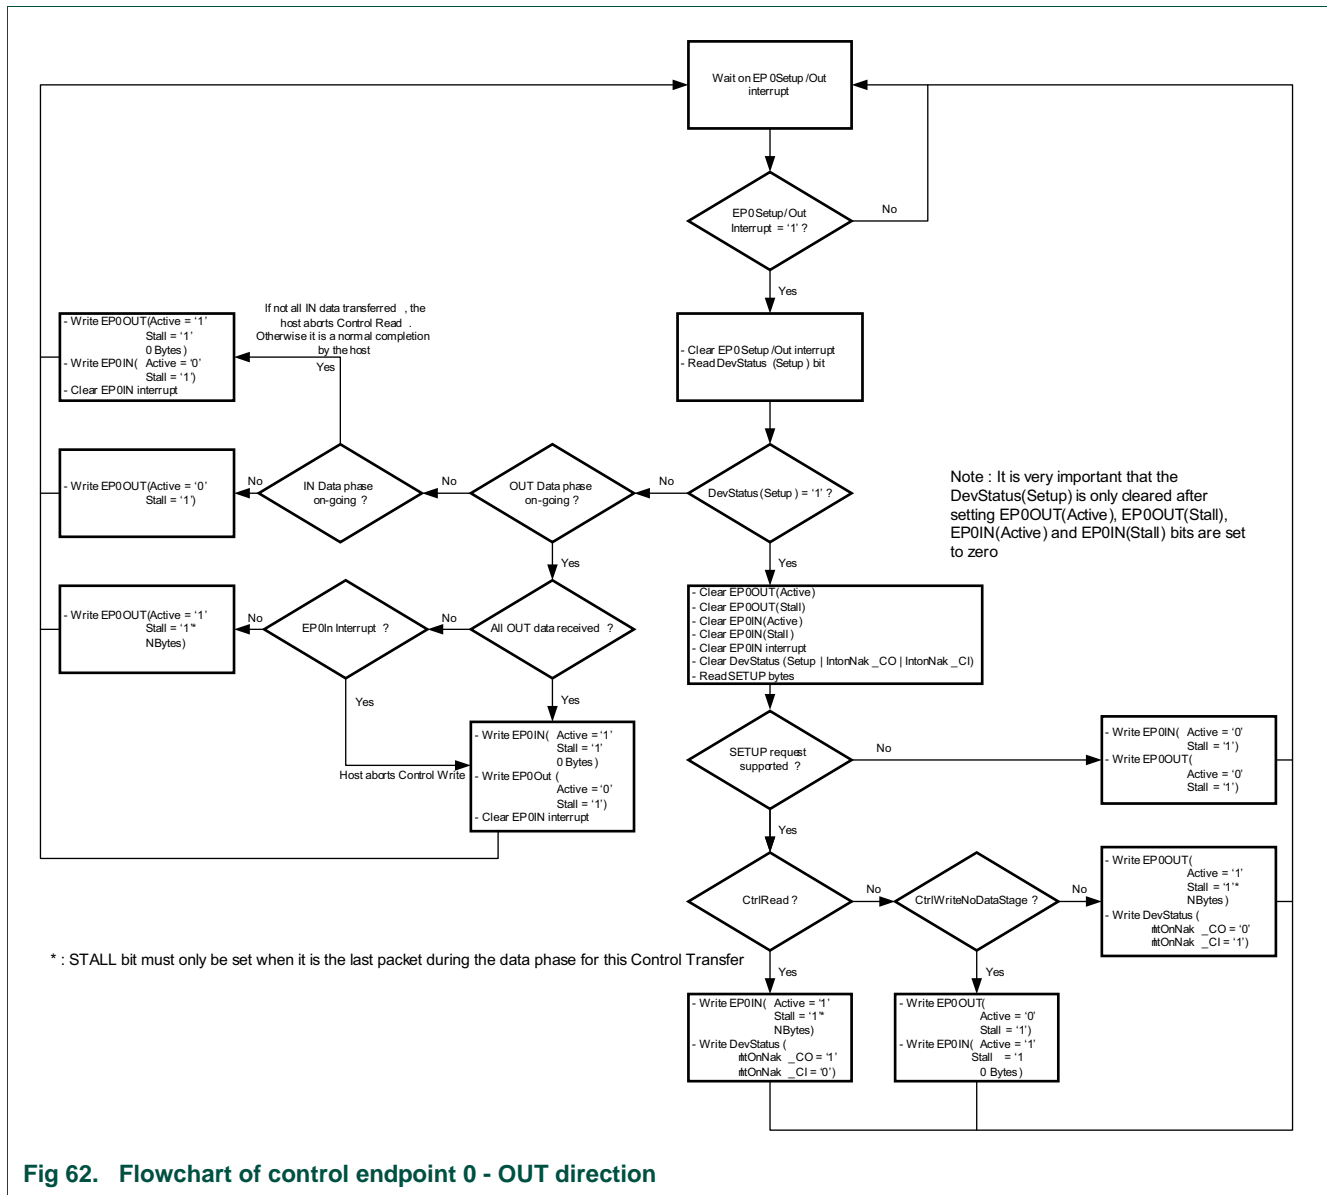 Wait on EP0Setup/Out
interrupt
EP0Setup/Out
Interrupt = ‘1’ ?
No
Yes
- Clear EP0Setup/Out interrupt
- Read DevStatus (Setup) bit
If not all IN data transferred , the
host aborts Control Read .
Otherwise it is a normal completion
by the host
Yes
- Write EP0OUT(Active = ‘1’
Stall = ‘1’
0 Bytes)
- Write EP0IN( Active = ‘0’
Stall = ‘1’)
- Clear EP0IN interrupt
DevStatus(Setup) = ‘1’ ?
No
OUT Data phase
on-going ?
No
IN Data phase
on-going ?
No
- Write EP0OUT(Active = ‘0’
Stall = ‘1’)
Note : It is very important that the
DevStatus(Setup) is only cleared after
setting EP0OUT(Active), EP0OUT(Stall),
EP0IN(Active) and EP0IN(Stall) bits are set
to zero
Yes
Yes
- Clear EP0OUT(Active)
- Clear EP0OUT(Stall)
- Clear EP0IN(Active)
- Clear EP0IN(Stall)
- Clear EP0IN interrupt
- Clear DevStatus (Setup | IntonNak _CO | IntonNak _CI)
- Read SETUP bytes
All OUT data received ?
No
EP0In Interrupt ?
No
- Write EP0OUT(Active = ‘1’
Stall = ‘1’*
NBytes)
Yes
Yes
Host aborts Control Write
- Write EP0IN( Active = ‘1’
Stall = ‘1’
0 Bytes)
- Write EP0Out (
Active = ‘0’
Stall = ‘1’)
- Clear EP0IN interrupt
SETUP request
supported ?
No
- Write EP0IN( Active = ‘0’
Stall = ‘1’)
- Write EP0OUT(
Active = ‘0’
Stall = ‘1’)
Yes
CtrlRead ?
No
CtrlWriteNoDataStage ?
No
- Write EP0OUT(
Active = ‘1’
Stall = ‘1’*
NBytes)
- Write DevStatus (
IntOnNak _CO = ‘0’
IntOnNak _CI = ‘1’)
* : STALL bit must only be set when it is the last packet during the data phase for this Control Transfer
Yes
Yes
- Write EP0IN( Active = ‘1’
Stall = ‘1’*
NBytes)
- Write DevStatus (
IntOnNak _CO = ‘1’
IntOnNak _CI = ‘0’)
- Write EP0OUT(
Active = ‘0’
Stall = ‘1’)
- Write EP0IN( Active = ‘1’
Stall = ‘1
0 Bytes)
Fig 62. Flowchart of control endpoint 0 - OUT direction